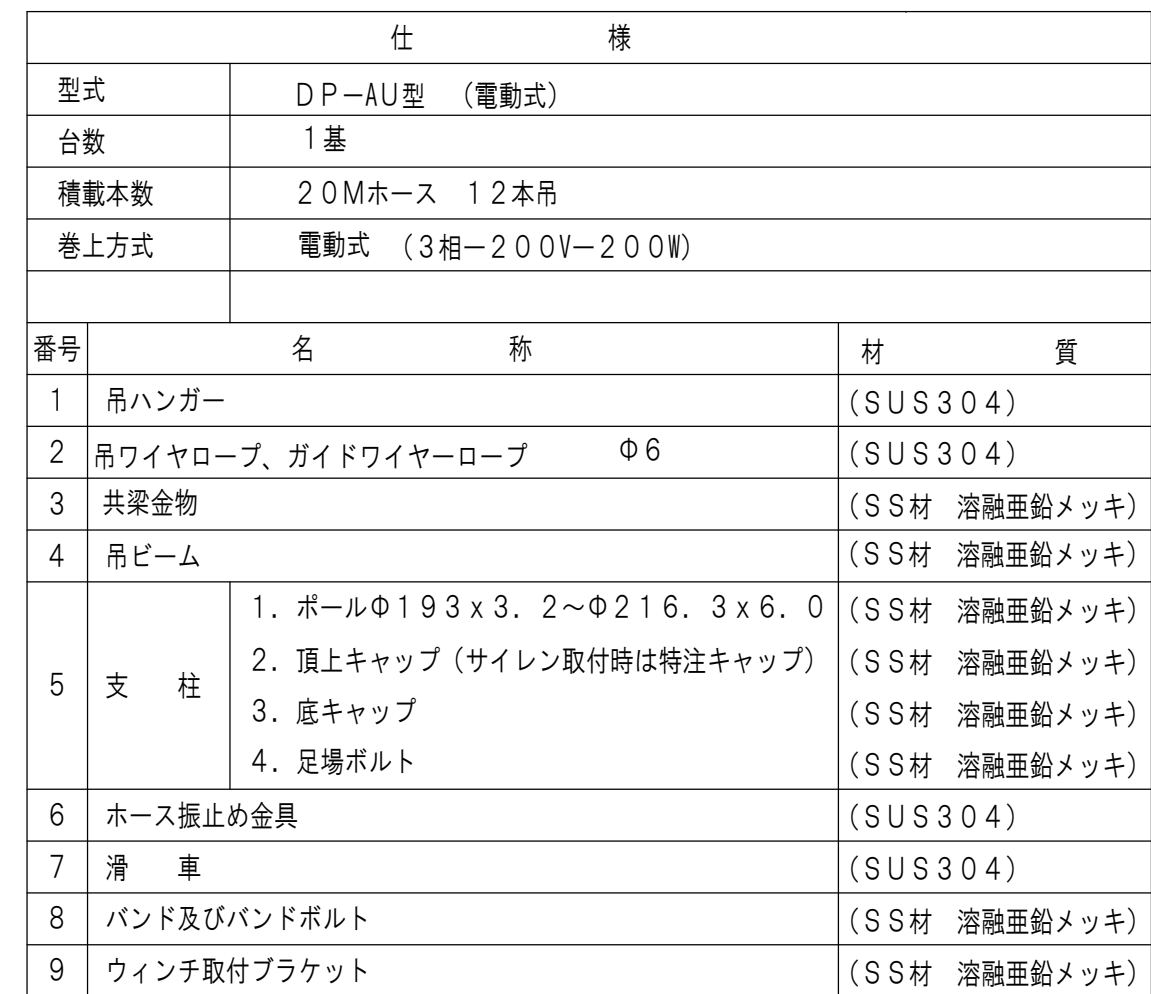 仕　　　　様
型式　ＤＰ－AU型　（電動式）
台数　１基
積載本数　２０Mホース　１２本吊
巻上方式　電動式　（３相－２００V－２００W）
番号　名　　　　称　材　　　　質
1　吊ハンガー　（ＳＵＳ３０４）
2　吊ワイヤロープ、ガイドワイヤーロープ　Φ６　（ＳＵＳ３０４）
3　共梁金物　（ＳＳ材　溶融亜鉛メッキ）
4　吊ビーム　（ＳＳ材　溶融亜鉛メッキ）
5　支　　柱　１．ポールΦ１９３ｘ３．２～Φ２１６．３ｘ６．０　（ＳＳ材　溶融亜鉛メッキ）
２．頂上キャップ（サイレン取付時は特注キャップ）　（ＳＳ材　溶融亜鉛メッキ）
３．底キャップ　（ＳＳ材　溶融亜鉛メッキ）
４．足場ボルト　（ＳＳ材　溶融亜鉛メッキ）
6　ホース振止め金具　（ＳＵＳ３０４）
7　滑　　車　（ＳＵＳ３０４）
8　バンド及びバンドボルト　（ＳＳ材　溶融亜鉛メッキ）
9　ウィンチ取付ブラケット　（ＳＳ材　溶融亜鉛メッキ）